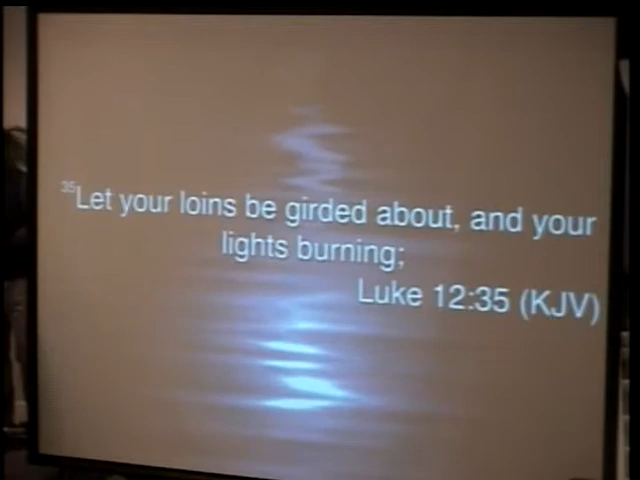 35Let your loins be girded about, and your
lights burning;
Luke 12:35 (KJV)